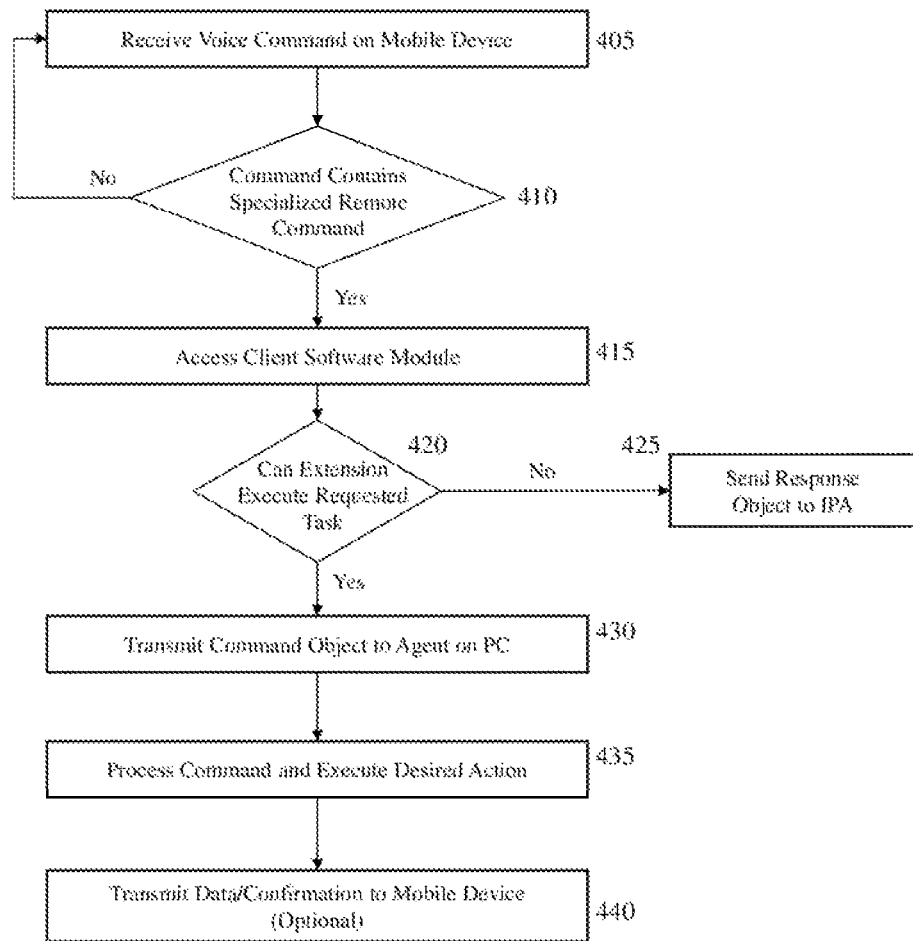 Receive Voice Command on Mobile Device
405
No
Command Contains
Specialized Remote
Command
410
Yes
Access Client Software Module
415
420
Can Extension
Execute Requested
Task
No
425
Send Response
Object to IPA
Yes
Transmit Command Object to Agent on PC
430
Process Command and Execute Desired Action
435
Transmit Data/Confirmation to Mobile Device
(Optional)
440